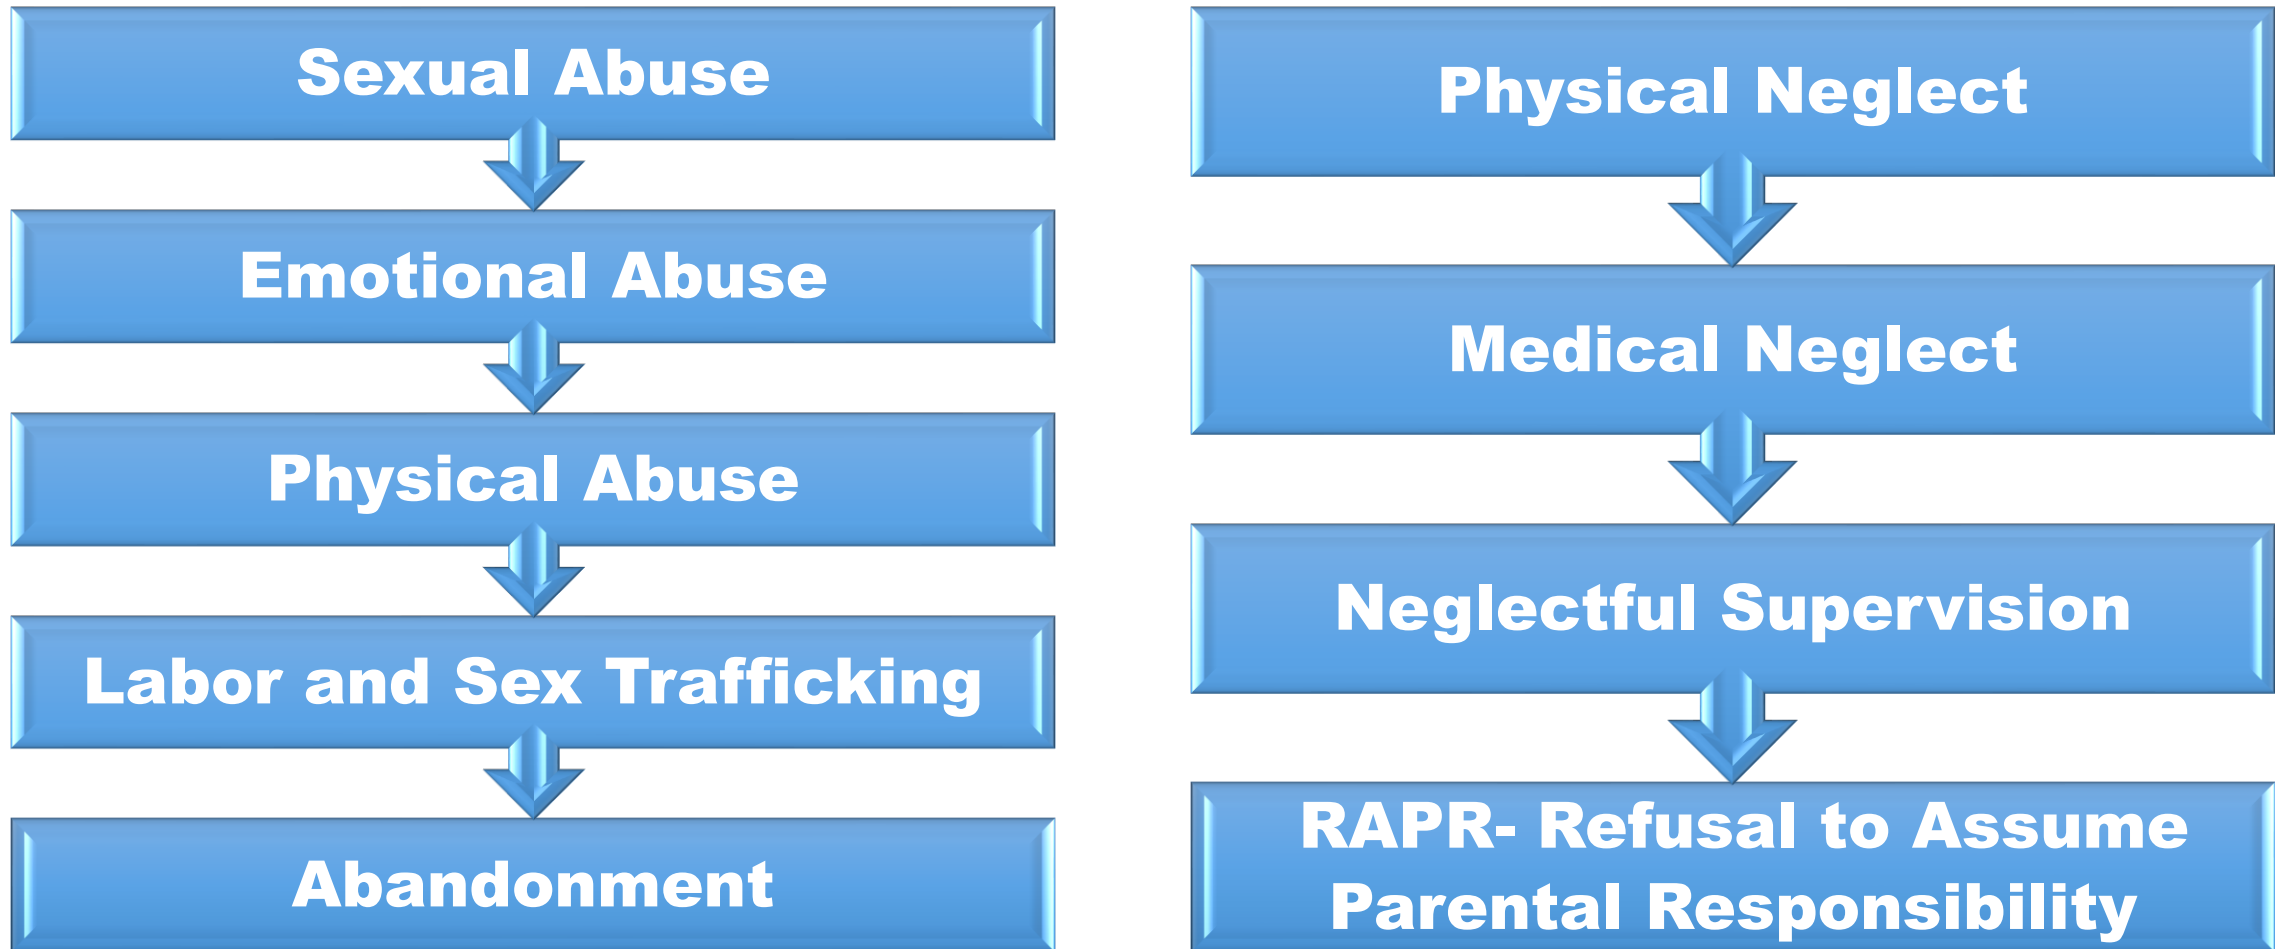 Sexual Abuse
Emotional Abuse
Physical Abuse
Labor and Sex Trafficking
Abandonment
Physical Neglect
Medical Neglect
Neglectful Supervision
RAPR- Refusal to Assume
Parental Responsibility